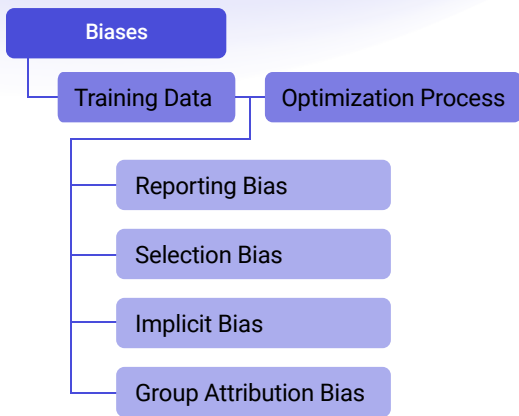 Biases
Training Data
Optimization Process
Reporting Bias
Selection Bias
Implicit Bias
Group Attribution Bias